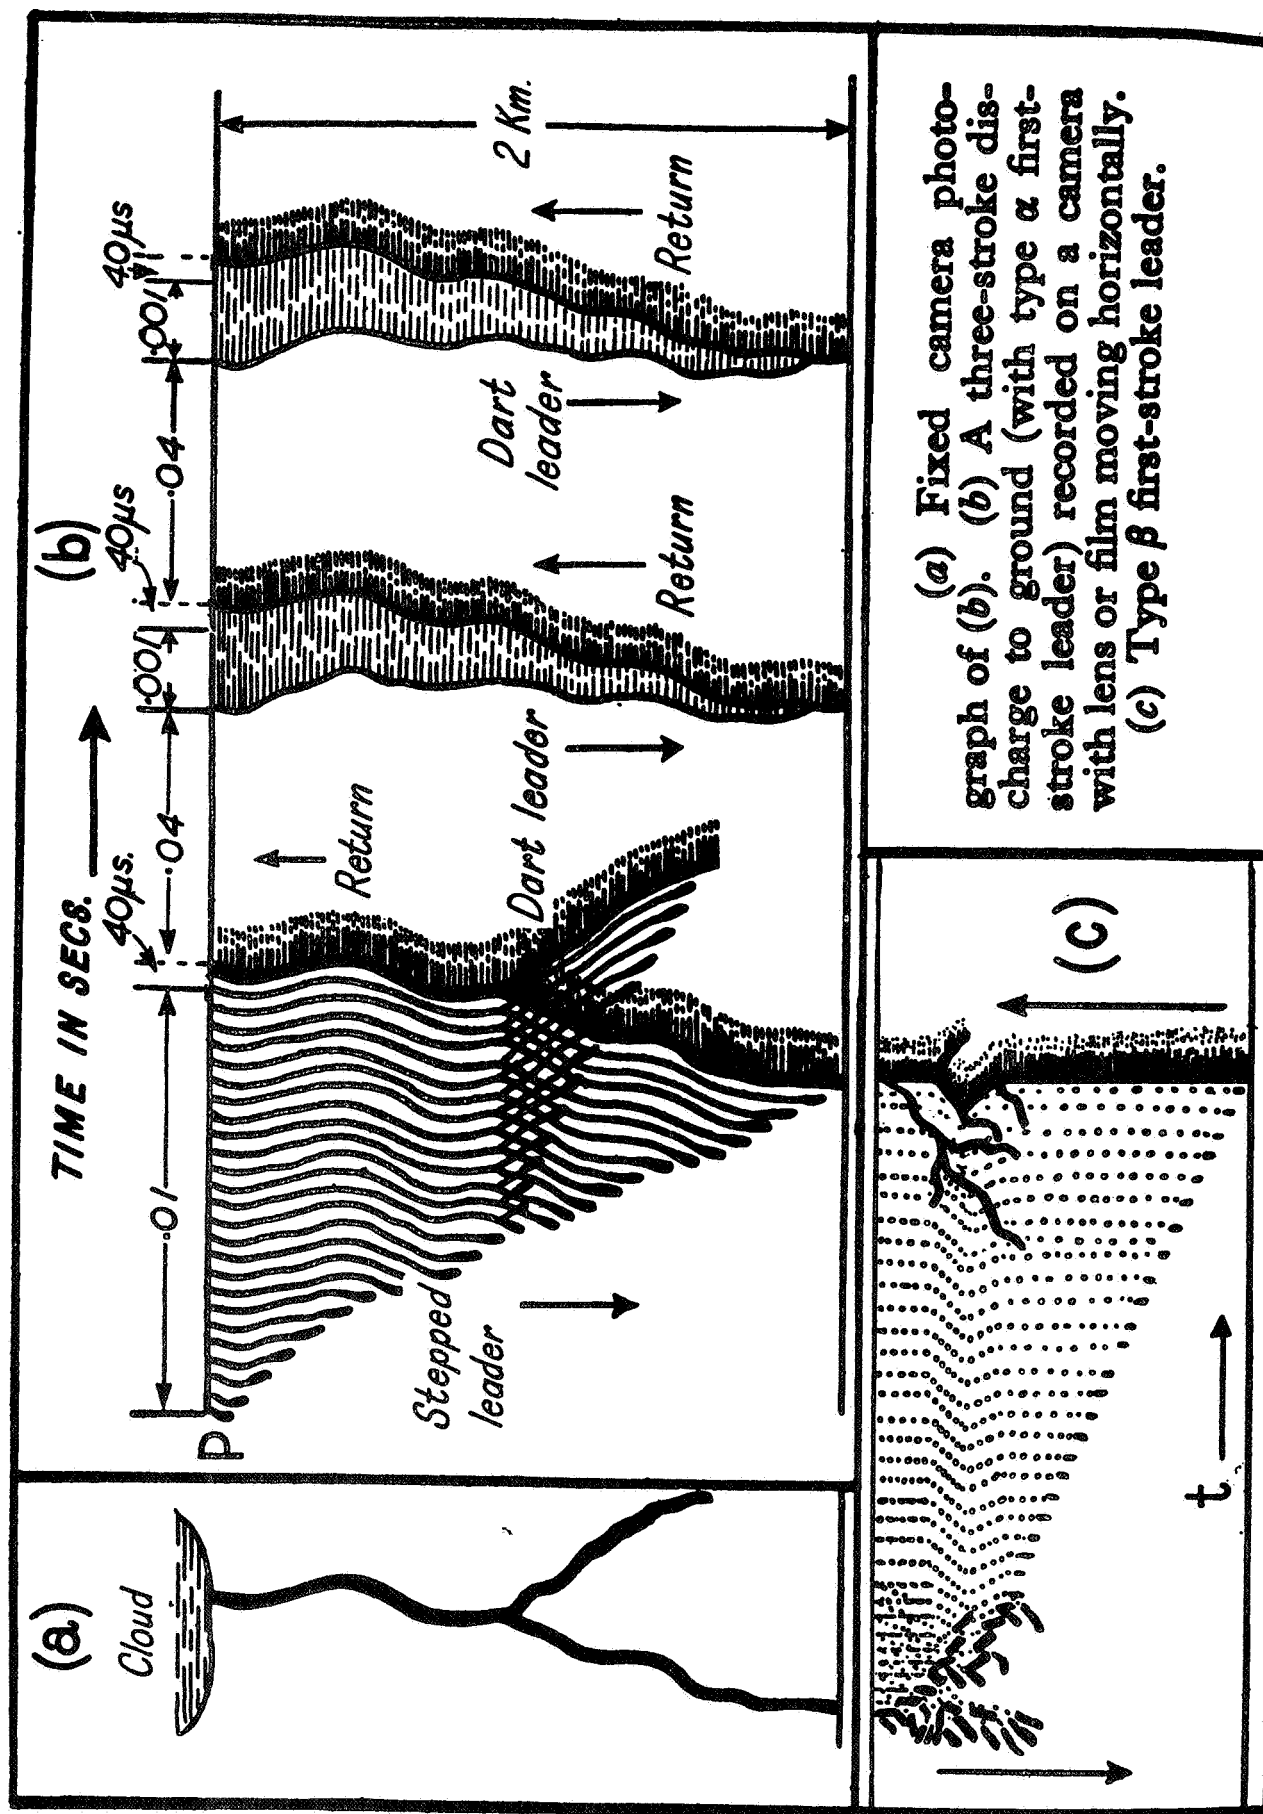 (a)
Cloud
(b)
TIME IN SECS.
P
.01
40μs.
.04
.001
40μs
.04
.001
40μs
2 Km.
Stepped
leader
Return
Dart leader
Return
Dart
leader
Return
(c)
t
(a) Fixed camera photo-
graph of (b). (b) A three-stroke dis-
charge to ground (with type α first-
stroke leader) recorded on a camera
with lens or film moving horizontally.
(c) Type β first-stroke leader.